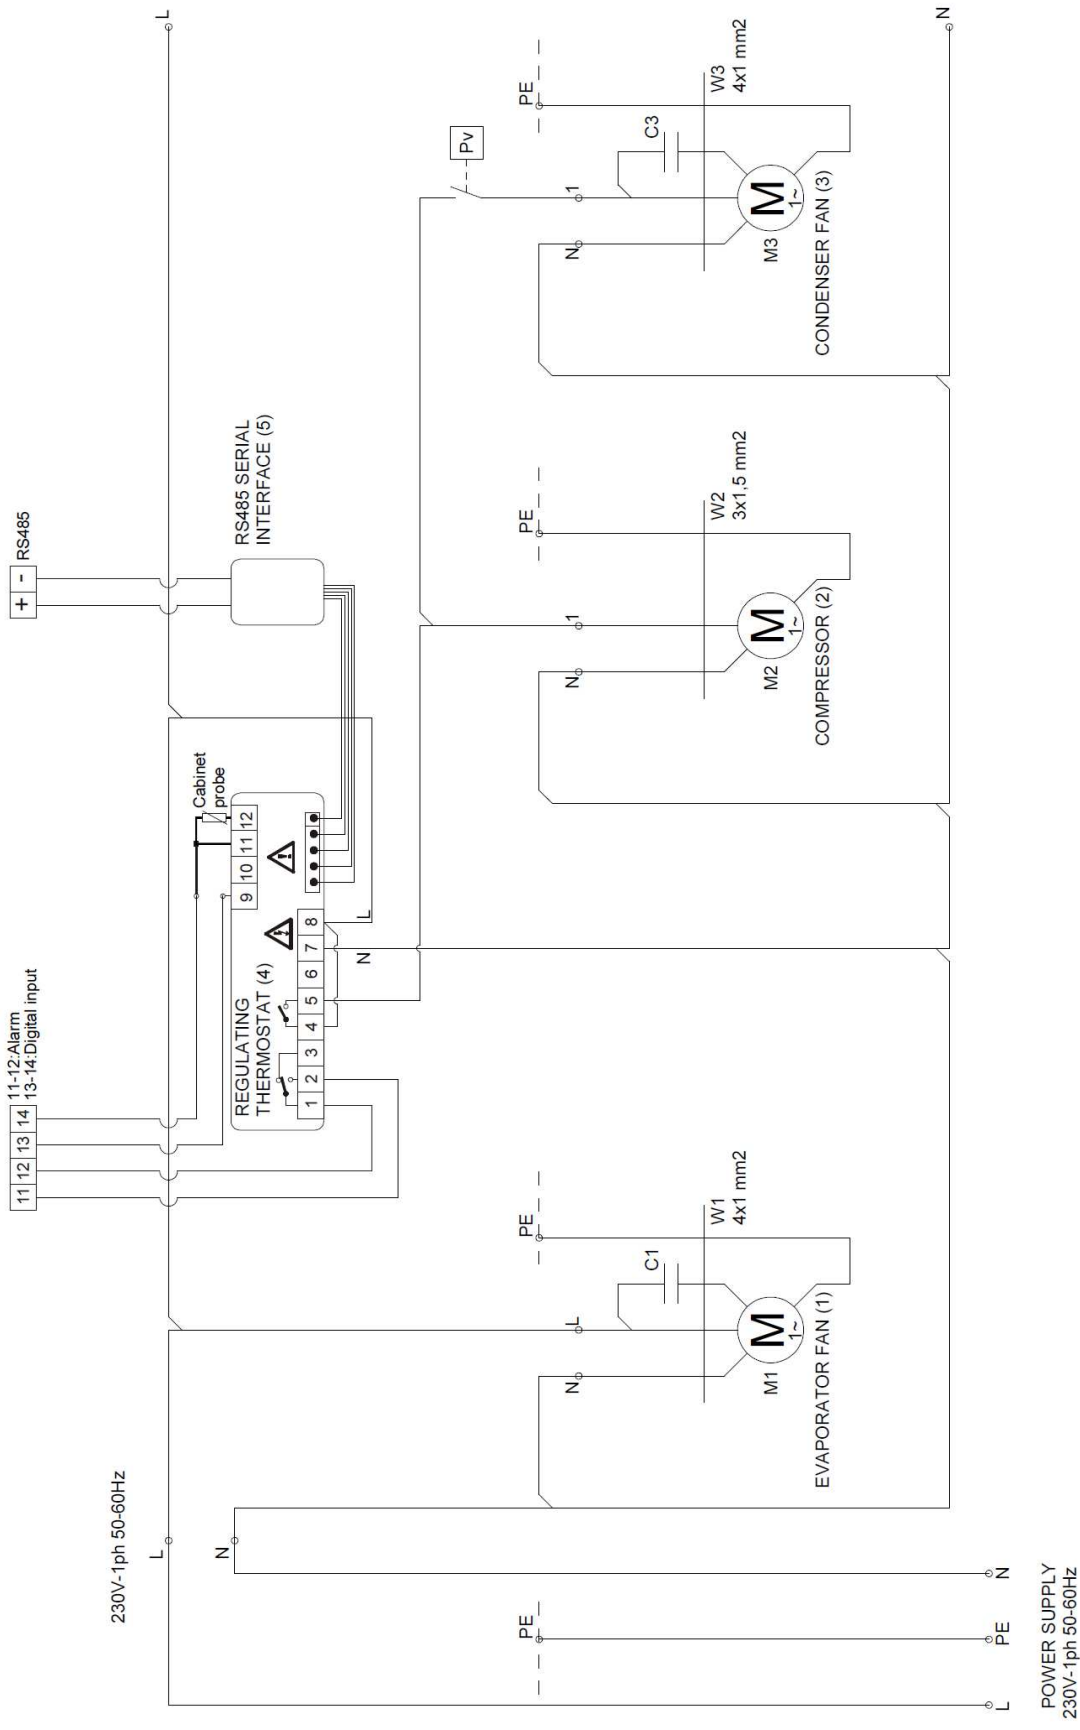 230V-1ph 50-60Hz
L
N
PE
L
PE
N
POWER SUPPLY
230V-1ph 50-60Hz
11 12 13 14
11-12:Alarm
13-14:Digital input
N
L
C1
PE
W1
4x1 mm2
M
1~
M1
EVAPORATOR FAN (1)
REGULATING
THERMOSTAT (4)
1 2 3 4 5 6 7 8
9 10 11 12
Cabinet
probe
N
L
+ -
RS485
RS485 SERIAL
INTERFACE (5)
N
1
PE
W2
3x1,5 mm2
M
1~
M2
COMPRESSOR (2)
Pv
N
1
C3
PE
W3
4x1 mm2
M
1~
M3
CONDENSER FAN (3)
L
N